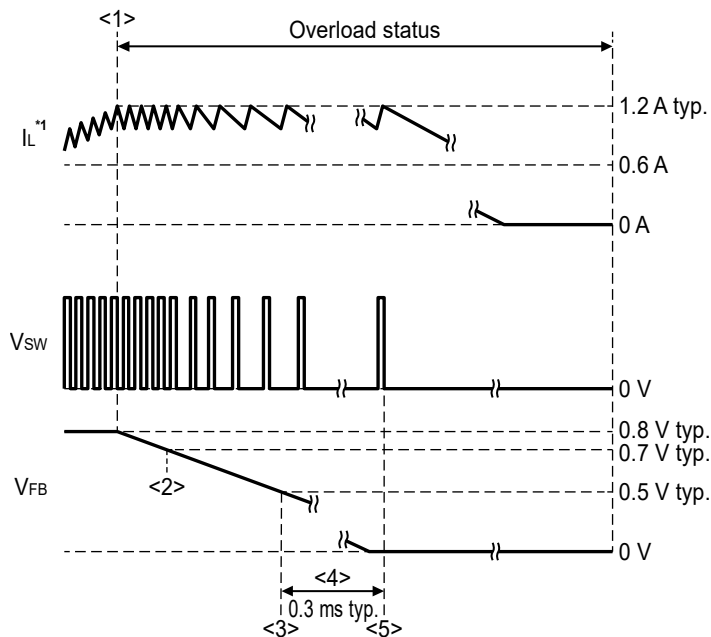 <1>
Overload status
1.2 A typ.
IL*1
0.6 A
0 A
VSW
0 V
0.8 V typ.
0.7 V typ.
VFB
<2>
0.5 V typ.
0 V
<4>
0.3 ms typ.
<3> <5>